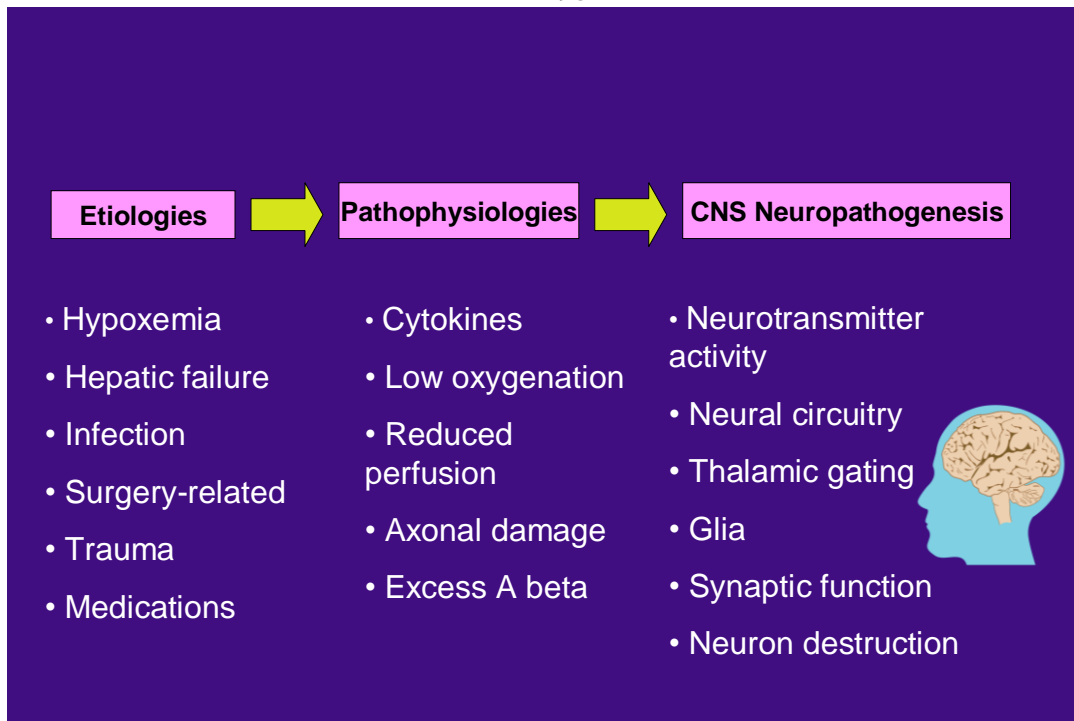 Etiologies
Pathophysiologies
CNS Neuropathogenesis
• Hypoxemia
• Hepatic failure
• Infection
• Surgery-related
• Trauma
• Medications
• Cytokines
• Low oxygenation
• Reduced
perfusion
• Axonal damage
• Excess A beta
• Neurotransmitter
activity
• Neural circuitry
• Thalamic gating
• Glia
• Synaptic function
• Neuron destruction